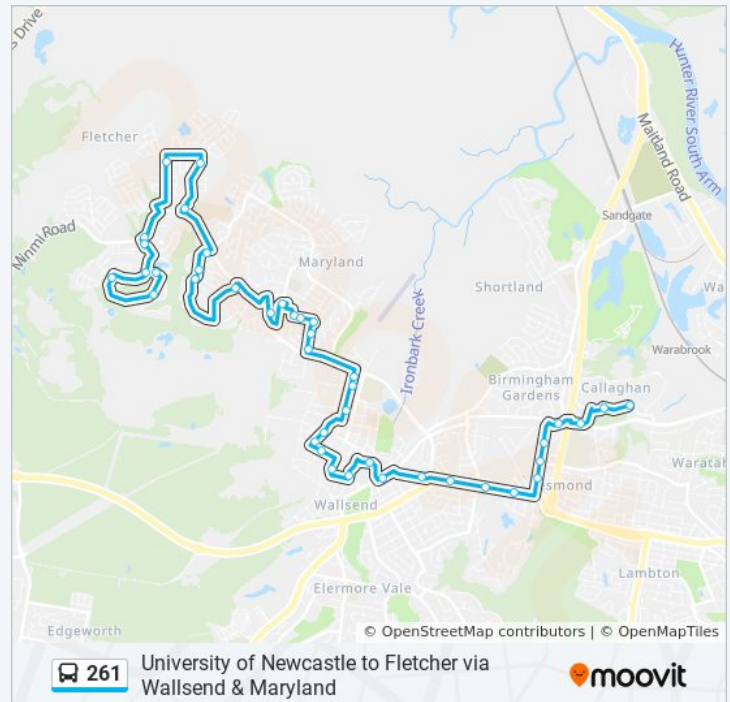 s Drive
Hunter River South Arm
Fletcher
Maitland Road
Minmi Road
Sandgate
Maryland
Shortland
Wa
Ironbark Creek
Warabrook
Birmingham
Gardens
Callaghan
Waratah
esmond
Wallsend
Lambton
Elermore Vale
Edgeworth
© OpenStreetMap contributors | © OpenMapTiles
261
University of Newcastle to Fletcher via
Wallsend & Maryland
moovit